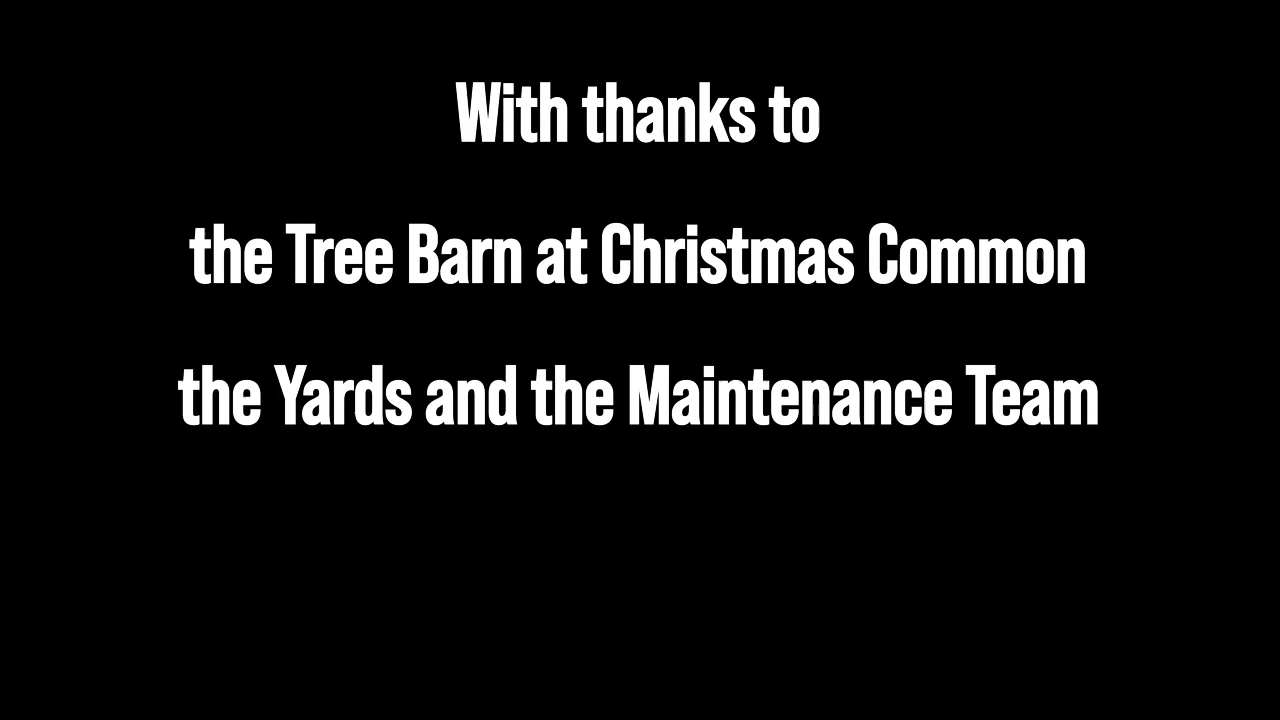 With thanks to
the Tree Barn at Christmas Common
the Yards and the Maintenance Team